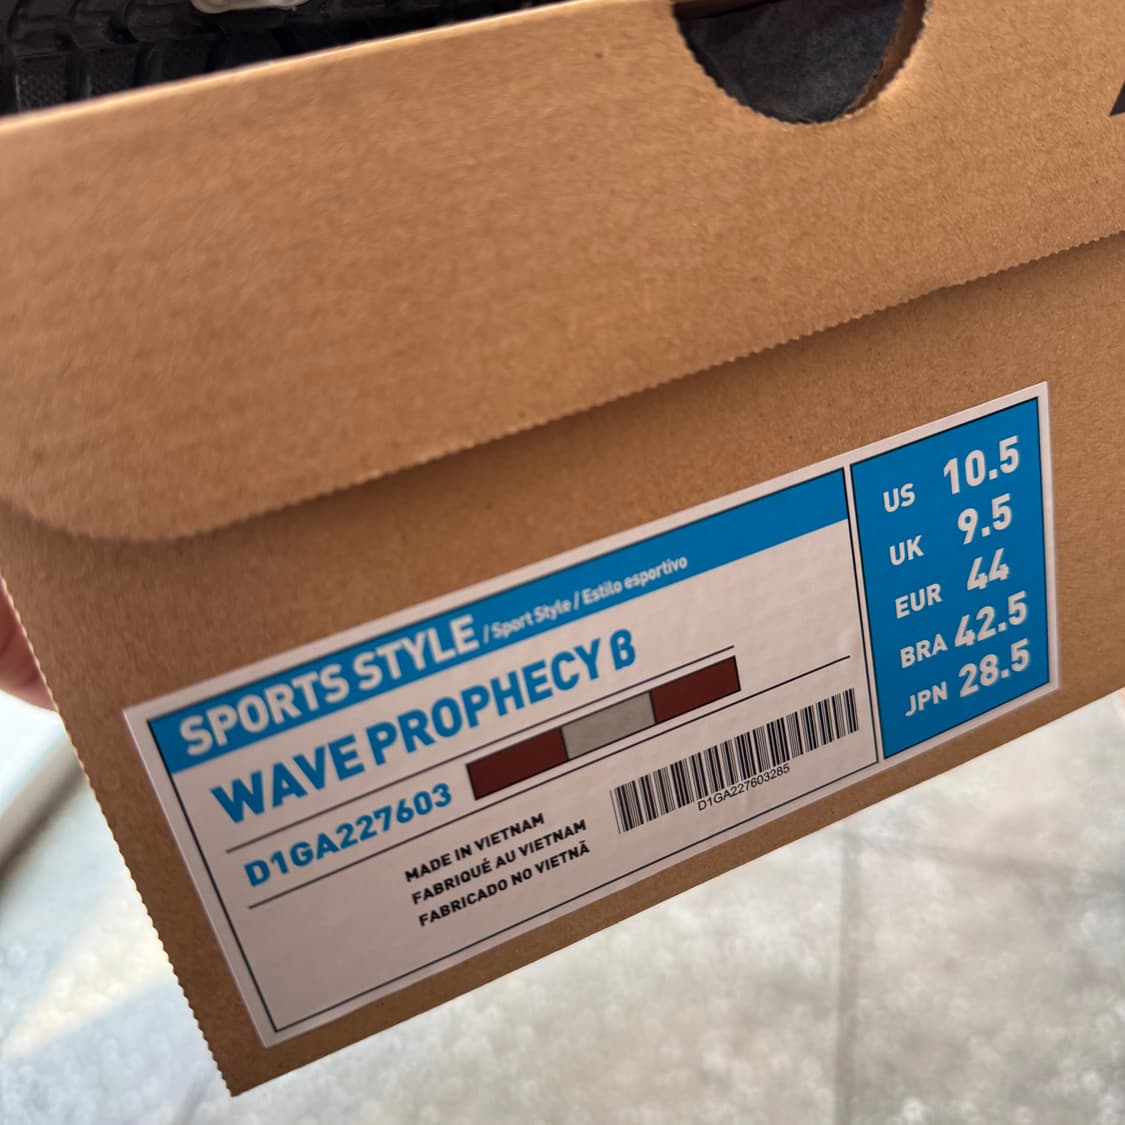 SPORTS STYLE / Sport Style / Estilo esportivo
WAVE PROPHECY β
D1GA227603
MADE IN VIETNAM
FABRIQUÉ AU VIETNAM
FABRICADO NO VIETNÃ
D1GA227603285
US 10.5
UK 9.5
EUR 44
BRA 42.5
JPN 28.5